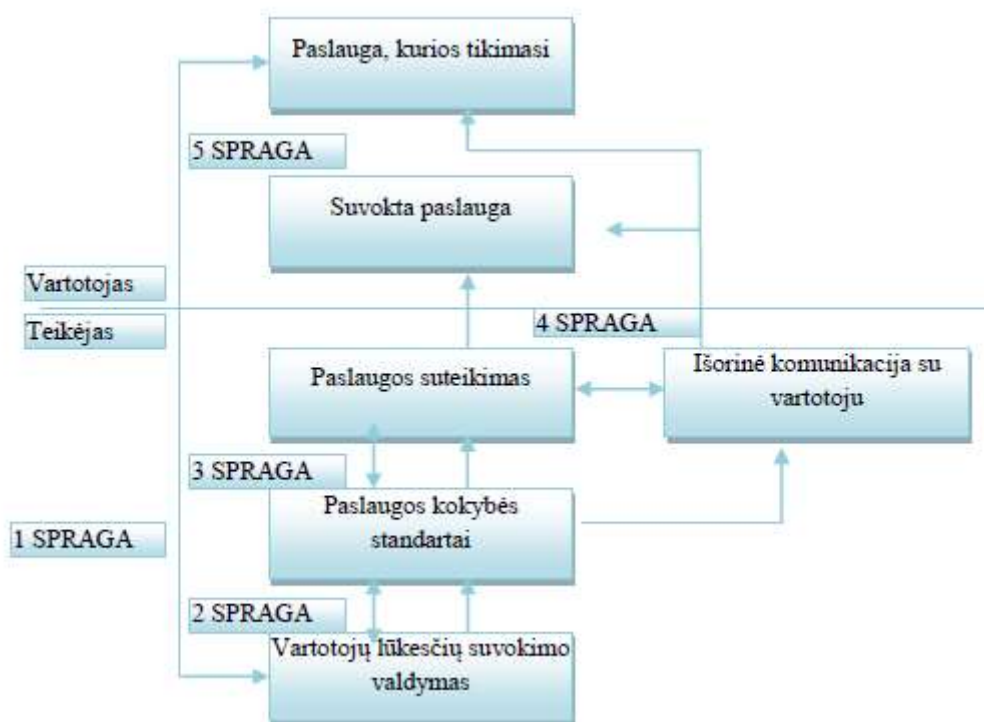 Paslauga, kurios tikimasi
5 SPRAGA
Suvokta paslauga
Vartotojas
Teikėjas
4 SPRAGA
Paslaugos suteikimas
Išorinė komunikacija su
vartotoju
3 SPRAGA
Paslaugos kokybės
standartai
1 SPRAGA
2 SPRAGA
Vartotojų lūkesčių suvokimo
valdymas